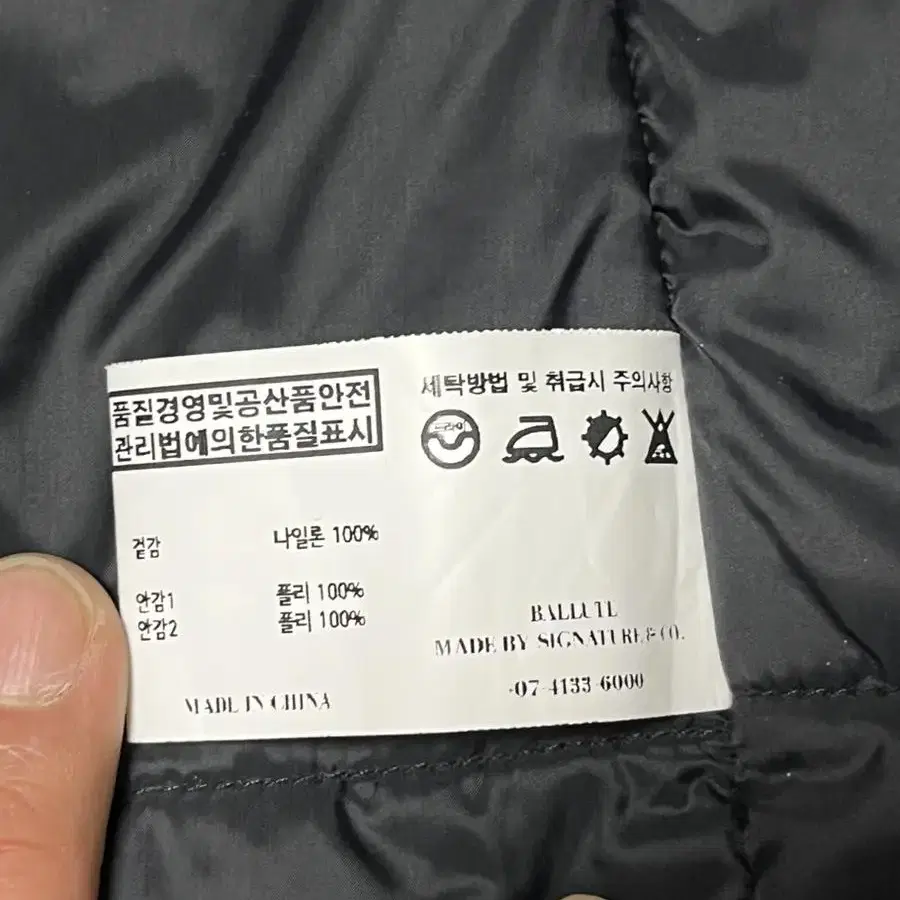 품질경영및공산품안전
관리법에의한품질표시
겉감 나일론 100%
안감1 폴리 100%
안감2 폴리 100%
MADE IN CHINA
세탁방법 및 취급시 주의사항
드라이
BALLUTE
MADE BY SIGNATURE & CO.
07-4133-6000